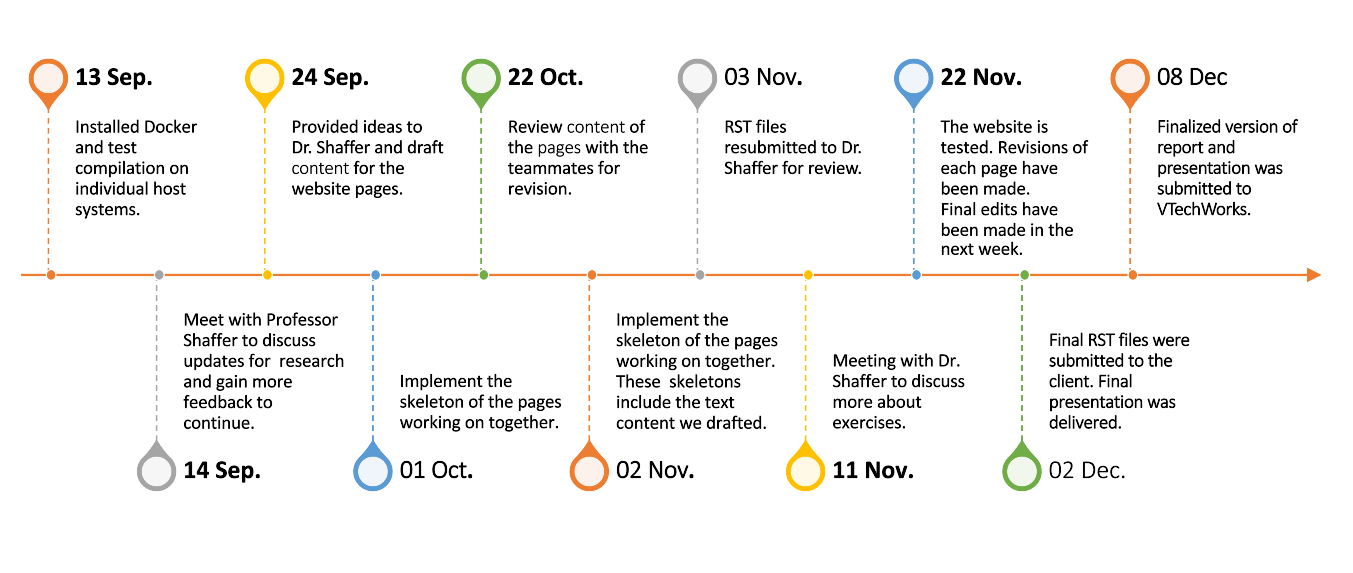 13 Sep.
Installed Docker
and test
compilation on
individual host
systems.
24 Sep.
Provided ideas to
Dr. Shaffer and draft
content for the
website pages.
22 Oct.
Review content of
the pages with the
teammates for
revision.
03 Nov.
RST files
resubmitted to Dr.
Shaffer for review.
22 Nov.
The website is
tested. Revisions of
each page have
been made.
Final edits have
been made in the
next week.
08 Dec
Finalized version of
report and
presentation was
submitted to
VTechWorks.
Meet with Professor
Shaffer to discuss
updates for  research
and gain more
feedback to
continue.
14 Sep.
Implement the
skeleton of the pages
working on together.
01 Oct.
Implement the
skeleton of the pages
working on together.
These  skeletons
include the text
content we drafted.
02 Nov.
Meeting with Dr.
Shaffer to discuss
more about
exercises.
11 Nov.
Final RST files were
submitted to the
client. Final
presentation was
delivered.
02 Dec.